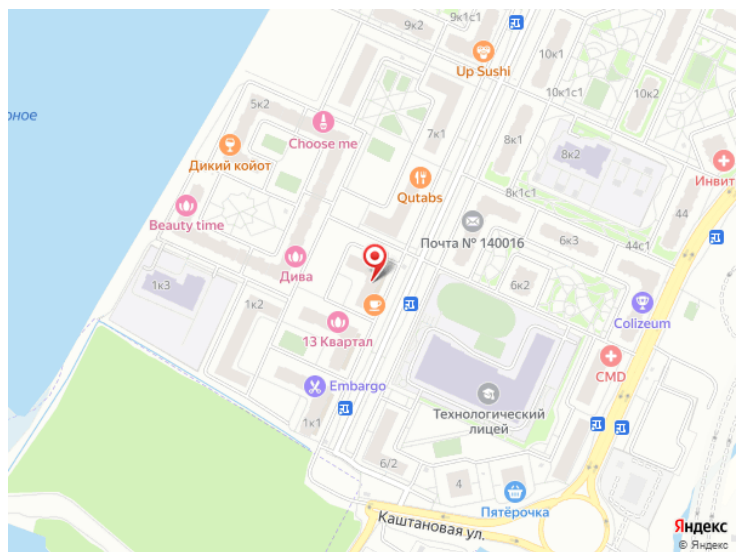 9к2
9к1с1
10к1
Up Sushi
10к1с1
10к2
рное
5к2
Choose me
7к1
8к1
8к2
Дикий койот
Qutabs
Инвит
8к1с1
44
Beauty time
Почта № 140016
6к3
44с1
Дива
1к3
6к2
1к2
Colizeum
13 Квартал
CMD
Embargo
Технологический
лицей
1к1
6/2
4
Пятёрочка
Каштановая ул.
Яндекс
© Яндекс